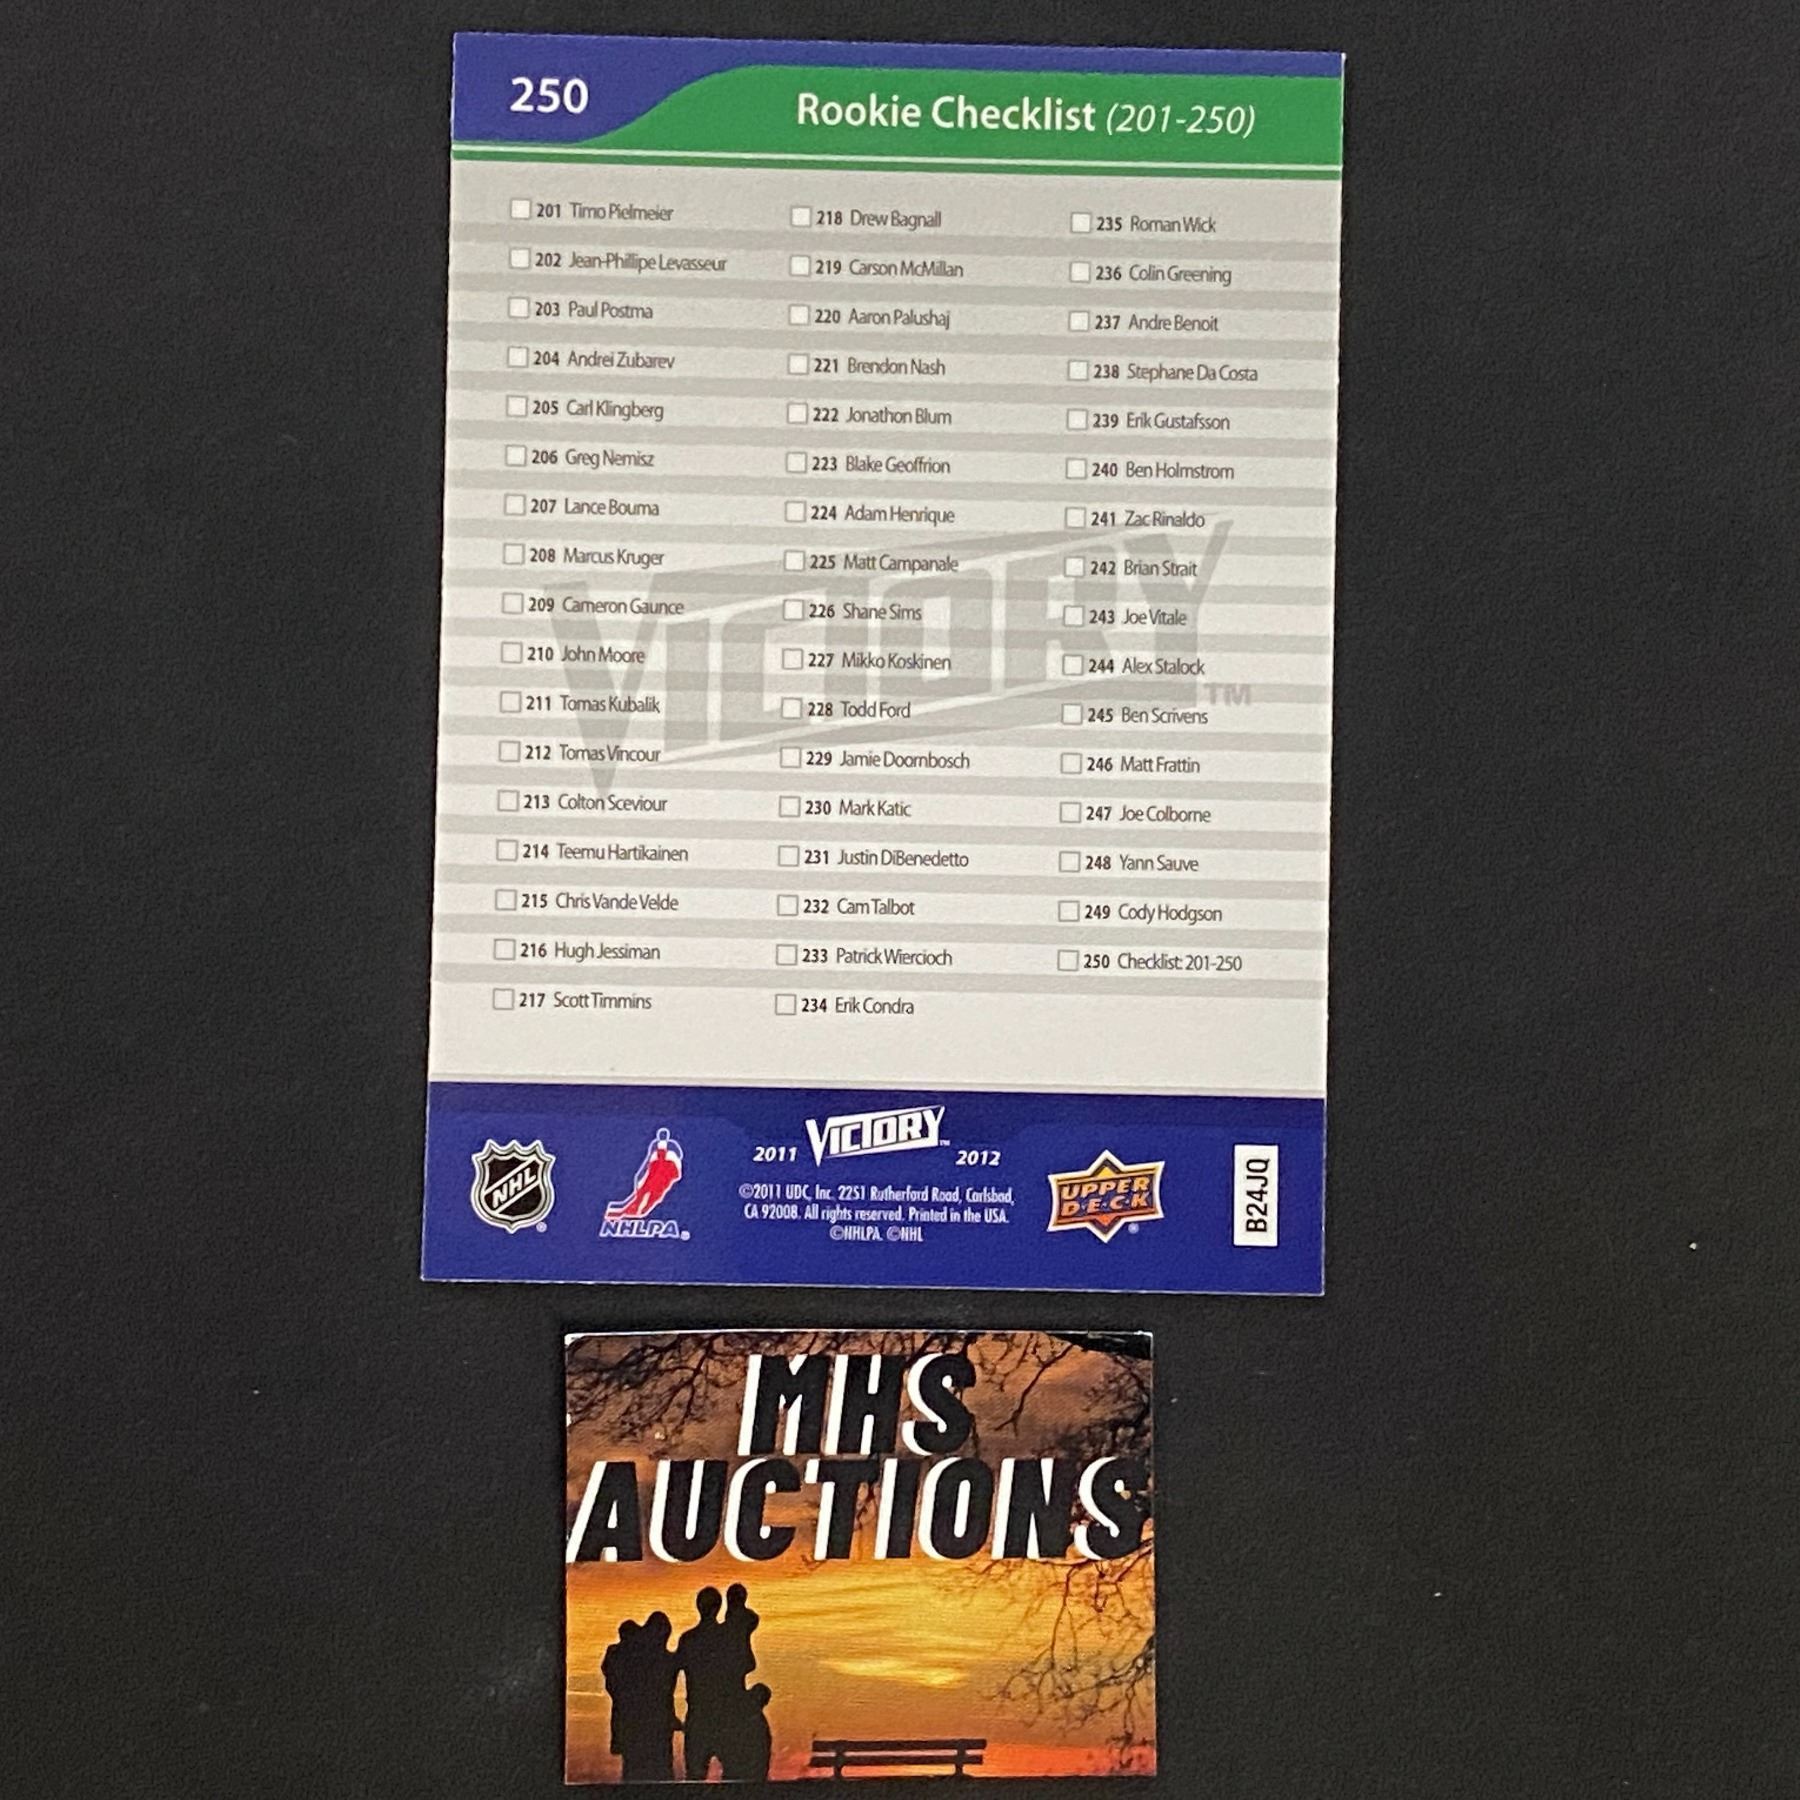 250
Rookie Checklist (201-250)
201 Timo Pielmeier
202 Jean-Phillipe Levasseur
203 Paul Postma
204 Andrei Zubarev
205 Carl Klingberg
206 Greg Nemisz
207 Lance Bouma
208 Marcus Kruger
209 Cameron Gaunce
210 John Moore
211 Tomas Kubalik
212 Tomas Vincour
213 Colton Sceviour
214 Teemu Hartikainen
215 Chris Vande Velde
216 Hugh Jessiman
217 Scott Timmins
218 Drew Bagnall
219 Carson McMillan
220 Aaron Palushaj
221 Brendon Nash
222 Jonathon Blum
223 Blake Geoffrion
224 Adam Henrique
225 Matt Campanale
226 Shane Sims
227 Mikko Koskinen
228 Todd Ford
229 Jamie Doornbosch
230 Mark Katic
231 Justin DiBenedetto
232 Cam Talbot
233 Patrick Wiercioch
234 Erik Condra
235 Roman Wick
236 Colin Greening
237 Andre Benoit
238 Stephane Da Costa
239 Erik Gustafsson
240 Ben Holmstrom
241 Zac Rinaldo
242 Brian Strait
243 Joe Vitale
244 Alex Stalock
245 Ben Scrivens
246 Matt Frattin
247 Joe Colborne
248 Yann Sauve
249 Cody Hodgson
250 Checklist: 201-250
VICTORY™
NHL®
NHLPA®
2011 VICTORY™ 2012
©2011 UDC, Inc. 2251 Rutherford Road, Carlsbad,
CA 92008. All rights reserved. Printed in the USA.
©NHLPA. ©NHL
UPPER
DECK®
B24JQ
MHS
AUCTIONS